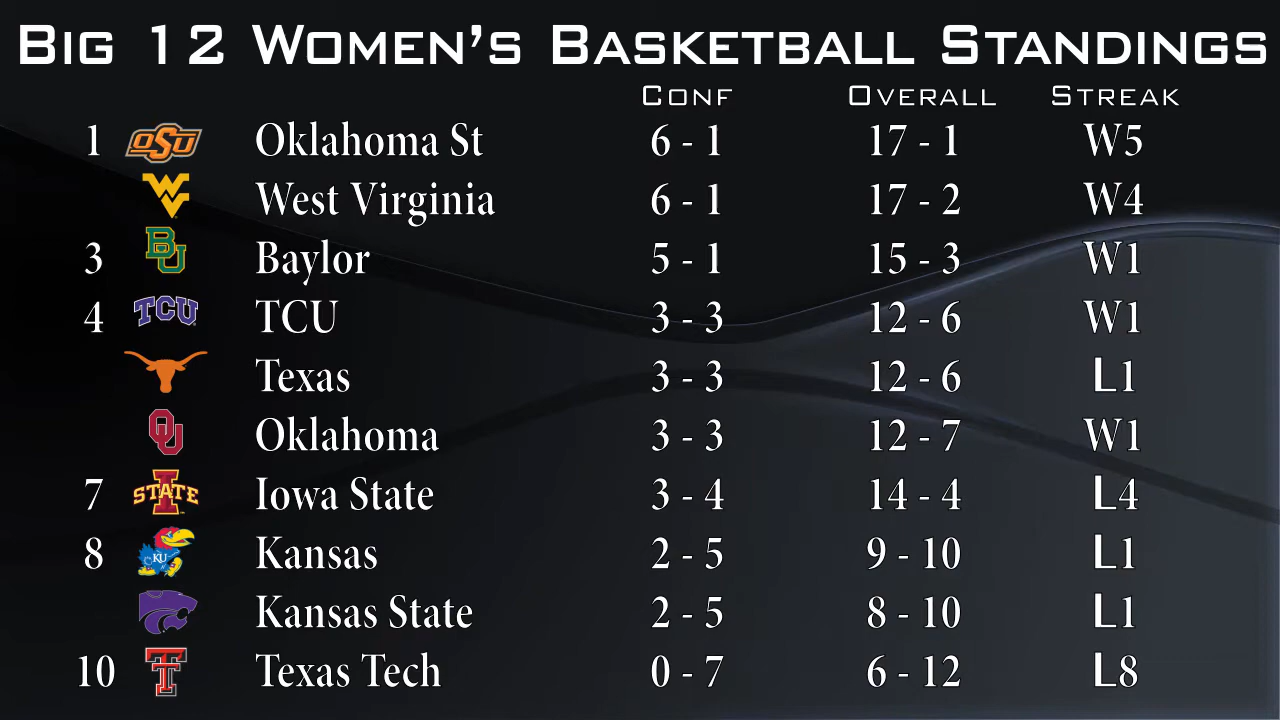 Big 12 Women's Basketball Standings
Conf Overall Streak
1 OSU Oklahoma St 6 - 1 17 - 1 W5
WV West Virginia 6 - 1 17 - 2 W4
3 BU Baylor 5 - 1 15 - 3 W1
4 TCU TCU 3 - 3 12 - 6 W1
Texas 3 - 3 12 - 6 L1
OU Oklahoma 3 - 3 12 - 7 W1
7 I STATE Iowa State 3 - 4 14 - 4 L4
8 KU Kansas 2 - 5 9 - 10 L1
Kansas State 2 - 5 8 - 10 L1
10 TT Texas Tech 0 - 7 6 - 12 L8